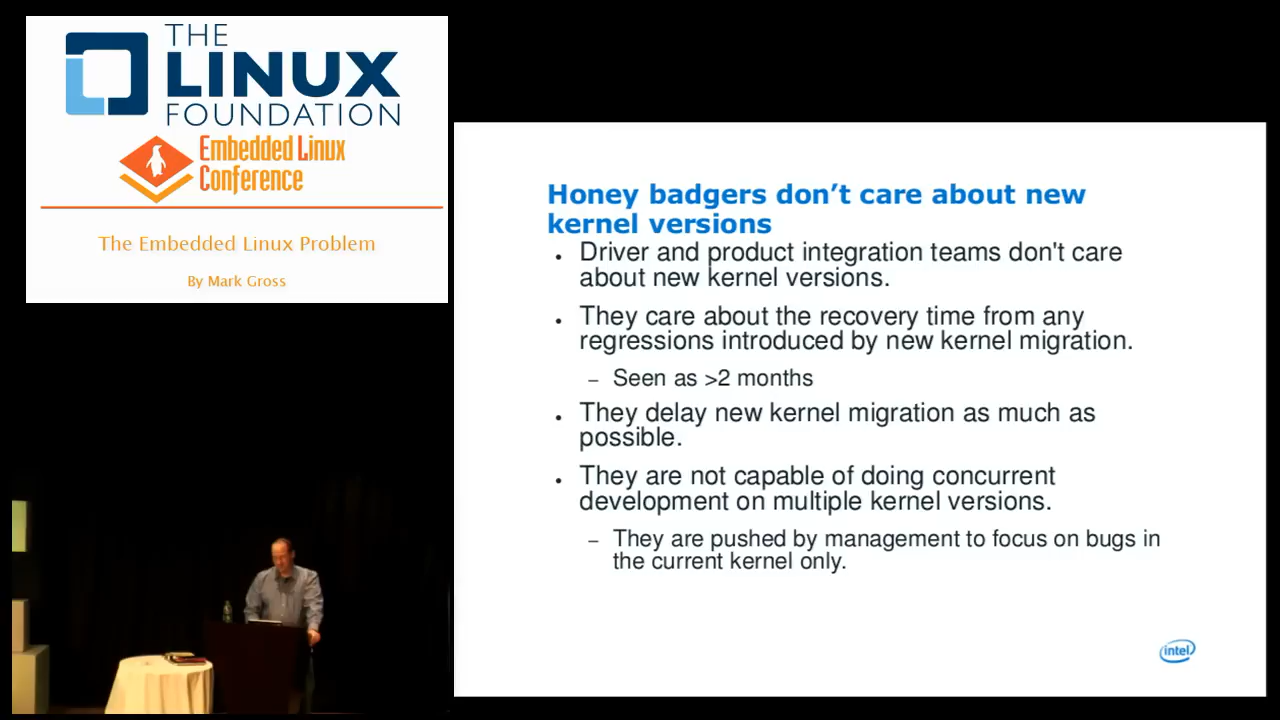 THE
LINUX
FOUNDATION
Embedded Linux
Conference
The Embedded Linux Problem
By Mark Gross
Honey badgers don’t care about new
kernel versions
• Driver and product integration teams don't care
about new kernel versions.
• They care about the recovery time from any
regressions introduced by new kernel migration.
– Seen as >2 months
• They delay new kernel migration as much as
possible.
• They are not capable of doing concurrent
development on multiple kernel versions.
– They are pushed by management to focus on bugs in
the current kernel only.
intel